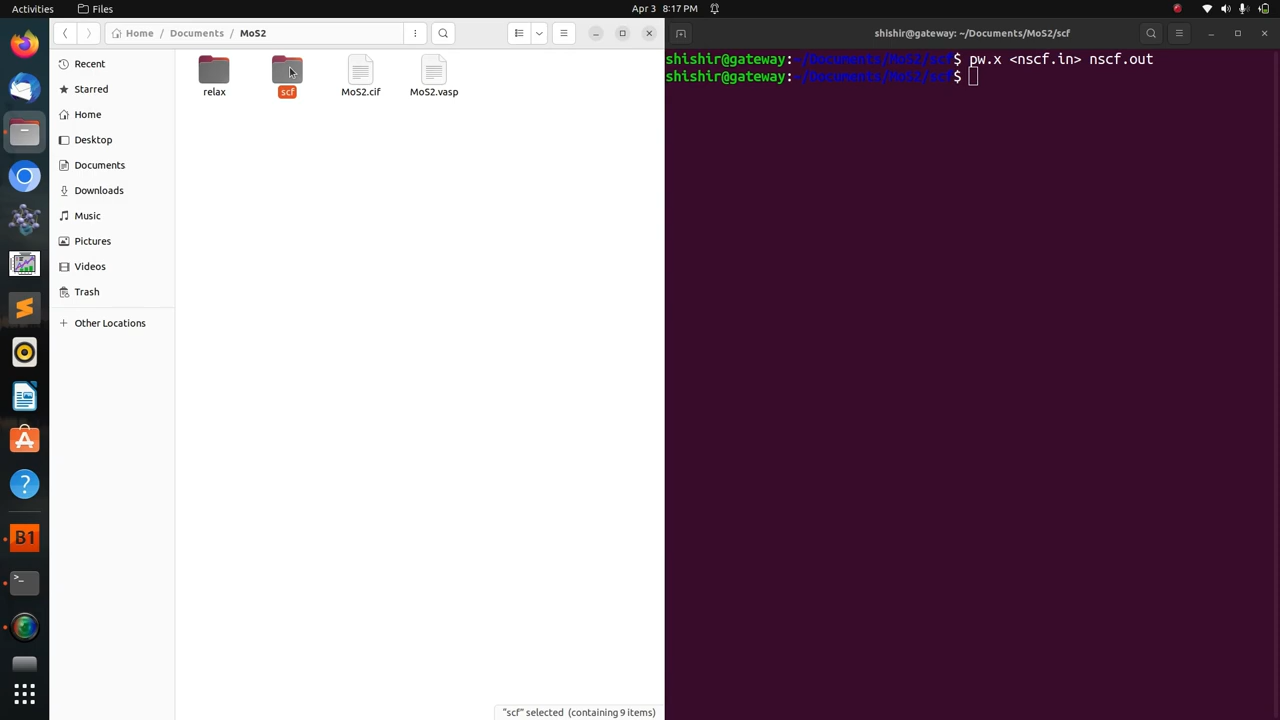 Activities
Files
Apr 3 8:17 PM
Home / Documents / MoS2
shishir@gateway: ~/Documents/MoS2/scf
Recent
Starred
Home
Desktop
Documents
Downloads
Music
Pictures
Videos
Trash
Other Locations
relax
scf
MoS2.cif
MoS2.vasp
shishir@gateway:~/Documents/MoS2/scf$ pw.x <nscf.in> nscf.out
shishir@gateway:~/Documents/MoS2/scf$
B1
>_
"scf" selected (containing 9 items)